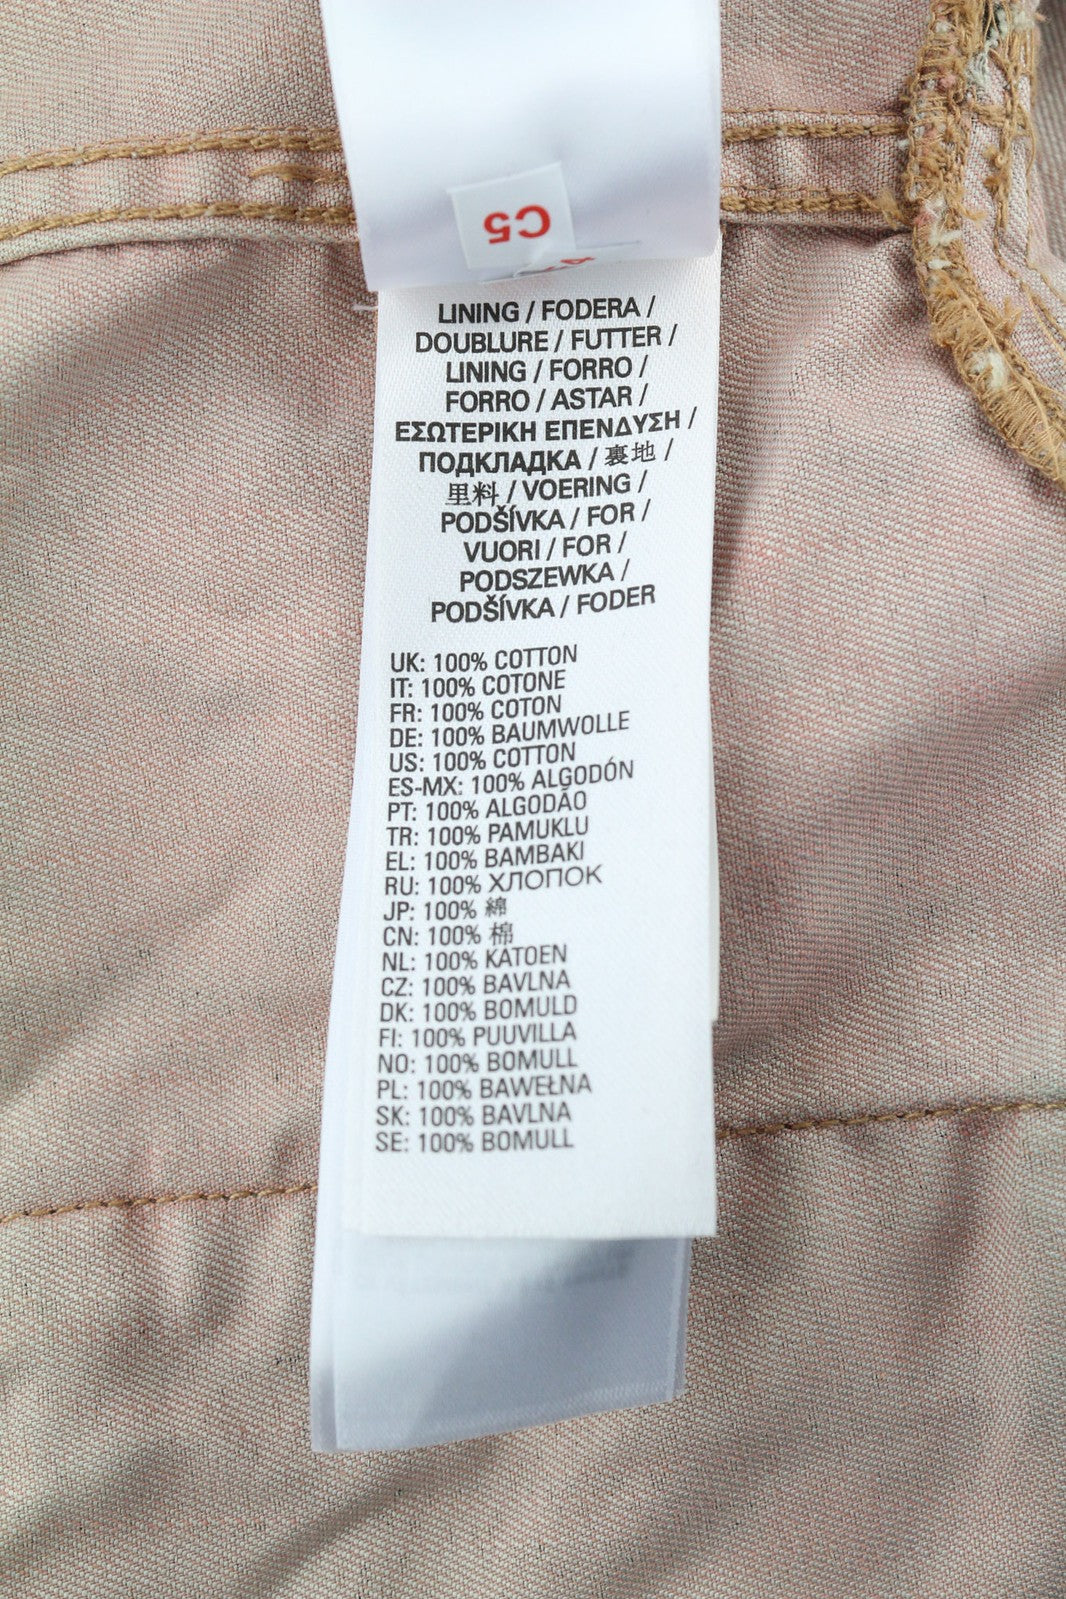 C5
LINING / FODERA /
DOUBLURE / FUTTER /
LINING / FORRO /
FORRO / ASTAR /
ΕΣΩΤΕΡΙΚΗ ΕΠΕΝΔΥΣΗ /
ПОДКЛАДКА / 裏地 /
里料 / VOERING /
PODŠÍVKA / FOR /
VUORI / FOR /
PODSZEWKA /
PODŠÍVKA / FODER
UK: 100% COTTON
IT: 100% COTONE
FR: 100% COTON
DE: 100% BAUMWOLLE
US: 100% COTTON
ES-MX: 100% ALGODÓN
PT: 100% ALGODÃO
TR: 100% PAMUKLU
EL: 100% ΒΑΜΒΑΚΙ
RU: 100% ХЛОПОК
JP: 100% 綿
CN: 100% 棉
NL: 100% KATOEN
CZ: 100% BAVLNA
DK: 100% BOMULD
FI: 100% PUUVILLA
NO: 100% BOMULL
PL: 100% BAWEŁNA
SK: 100% BAVLNA
SE: 100% BOMULL